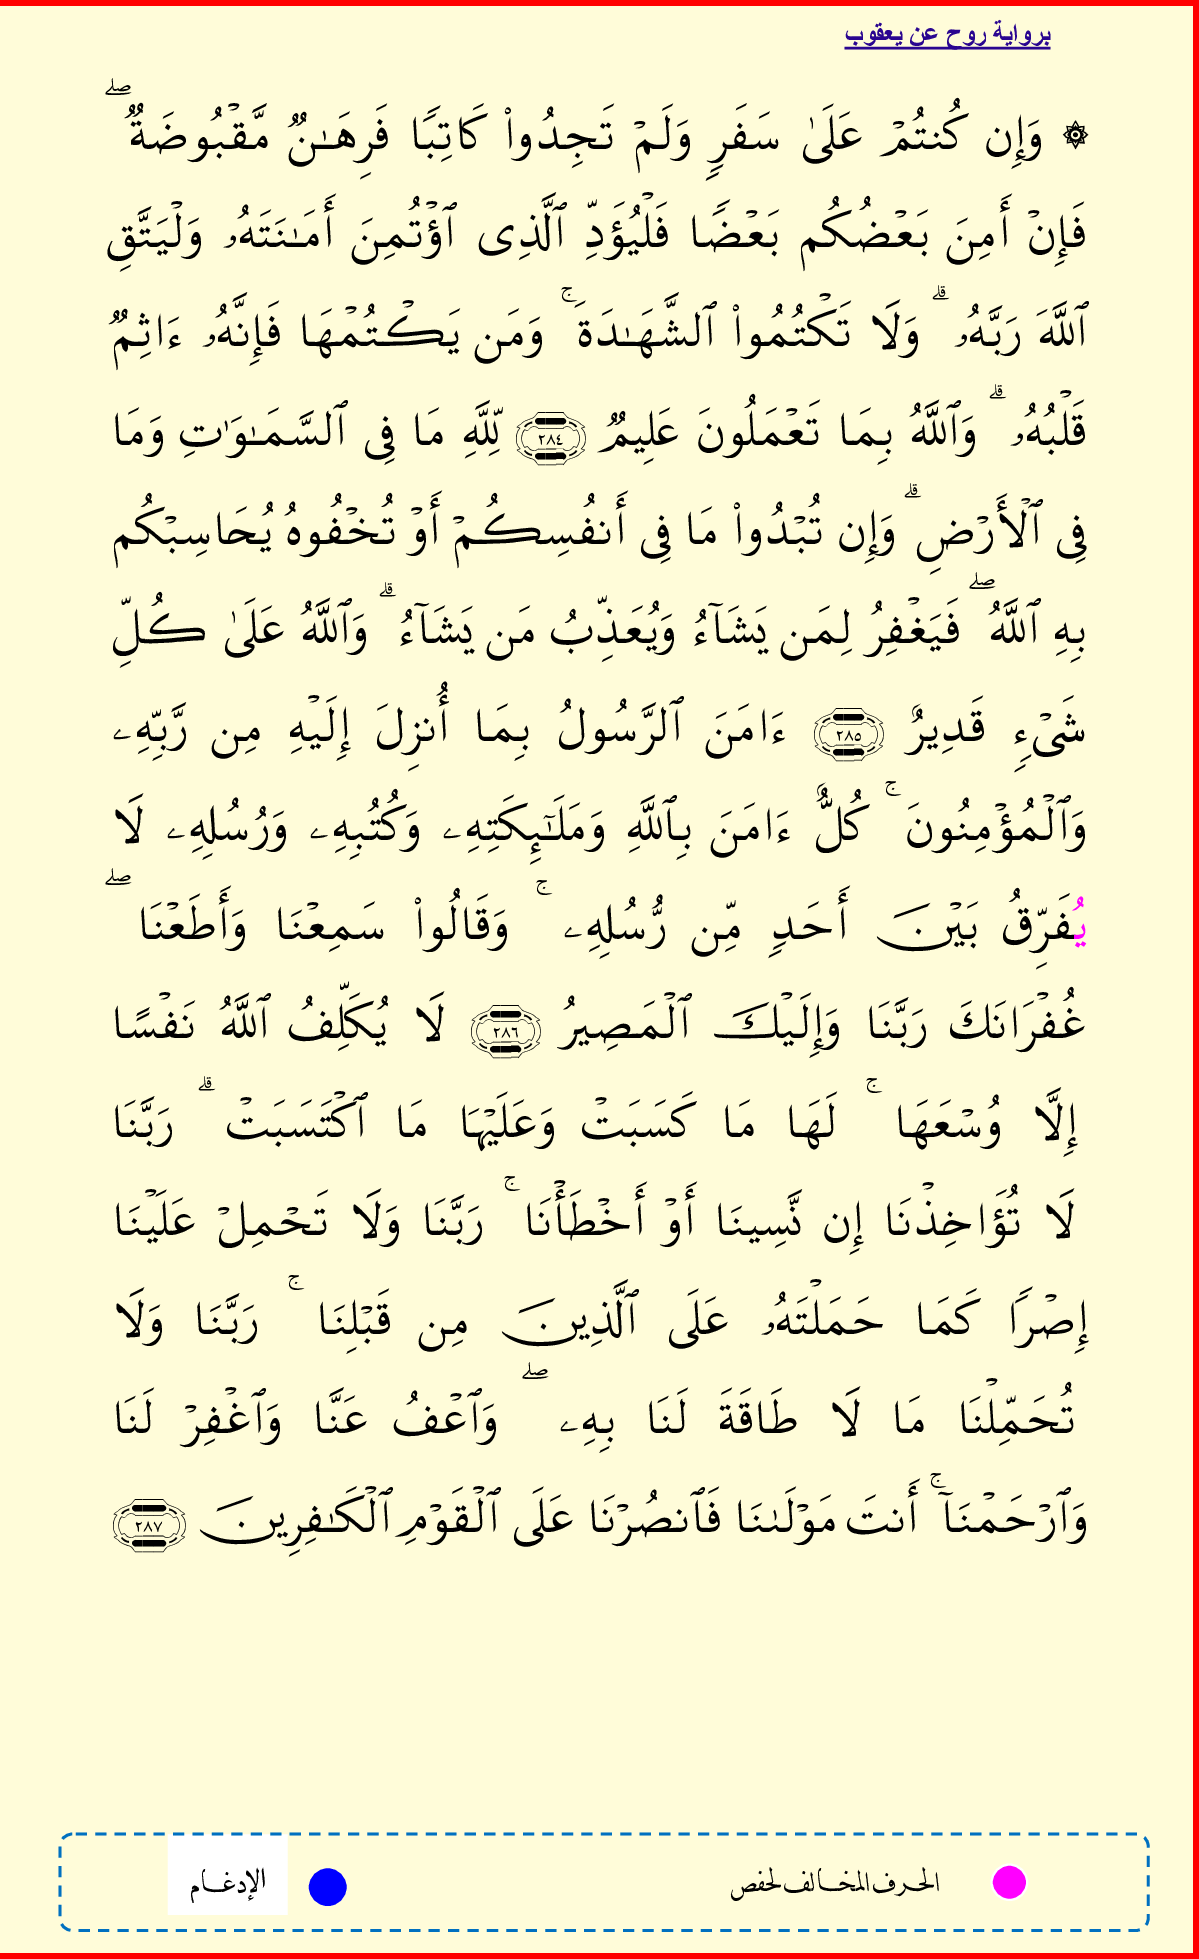 برواية روح عن يعقوب
۞ وَإِن كُنتُمْ عَلَىٰ سَفَرٍ وَلَمْ تَجِدُوا۟ كَاتِبًا فَرِهَـٰنٌ مَّقْبُوضَةٌ ۖ
فَإِنْ أَمِنَ بَعْضُكُم بَعْضًا فَلْيُؤَدِّ ٱلَّذِى ٱؤْتُمِنَ أَمَـٰنَتَهُۥ وَلْيَتَّقِ
ٱللَّهَ رَبَّهُۥ ۗ وَلَا تَكْتُمُوا۟ ٱلشَّهَـٰدَةَ ۚ وَمَن يَكْتُمْهَا فَإِنَّهُۥ ءَاثِمٌ
قَلْبُهُۥ ۗ وَٱللَّهُ بِمَا تَعْمَلُونَ عَلِيمٌ ٢٨٤ لِّلَّهِ مَا فِى ٱلسَّمَـٰوَٰتِ وَمَا
فِى ٱلْأَرْضِ ۗ وَإِن تُبْدُوا۟ مَا فِى أَنفُسِكُمْ أَوْ تُخْفُوهُ يُحَاسِبْكُم
بِهِ ٱللَّهُ ۖ فَيَغْفِرُ لِمَن يَشَآءُ وَيُعَذِّبُ مَن يَشَآءُ ۗ وَٱللَّهُ عَلَىٰ كُلِّ
شَىْءٍ قَدِيرٌ ٢٨٥ ءَامَنَ ٱلرَّسُولُ بِمَا أُنزِلَ إِلَيْهِ مِن رَّبِّهِۦ
وَٱلْمُؤْمِنُونَ ۚ كُلٌّ ءَامَنَ بِٱللَّهِ وَمَلَـٰٓئِكَتِهِۦ وَكُتُبِهِۦ وَرُسُلِهِۦ لَا
يُفَرِّقُ بَيْنَ أَحَدٍ مِّن رُّسُلِهِۦ ۚ وَقَالُوا۟ سَمِعْنَا وَأَطَعْنَا ۖ
غُفْرَانَكَ رَبَّنَا وَإِلَيْكَ ٱلْمَصِيرُ ٢٨٦ لَا يُكَلِّفُ ٱللَّهُ نَفْسًا
إِلَّا وُسْعَهَا ۚ لَهَا مَا كَسَبَتْ وَعَلَيْهَا مَا ٱكْتَسَبَتْ ۗ رَبَّنَا
لَا تُؤَاخِذْنَا إِن نَّسِينَا أَوْ أَخْطَأْنَا ۚ رَبَّنَا وَلَا تَحْمِلْ عَلَيْنَا
إِصْرًا كَمَا حَمَلْتَهُۥ عَلَى ٱلَّذِينَ مِن قَبْلِنَا ۚ رَبَّنَا وَلَا
تُحَمِّلْنَا مَا لَا طَاقَةَ لَنَا بِهِۦ ۖ وَٱعْفُ عَنَّا وَٱغْفِرْ لَنَا
وَٱرْحَمْنَآ ۚ أَنتَ مَوْلَىٰنَا فَٱنصُرْنَا عَلَى ٱلْقَوْمِ ٱلْكَـٰفِرِينَ ٢٨٧
الحرف المخالف لحفص
الإدغام